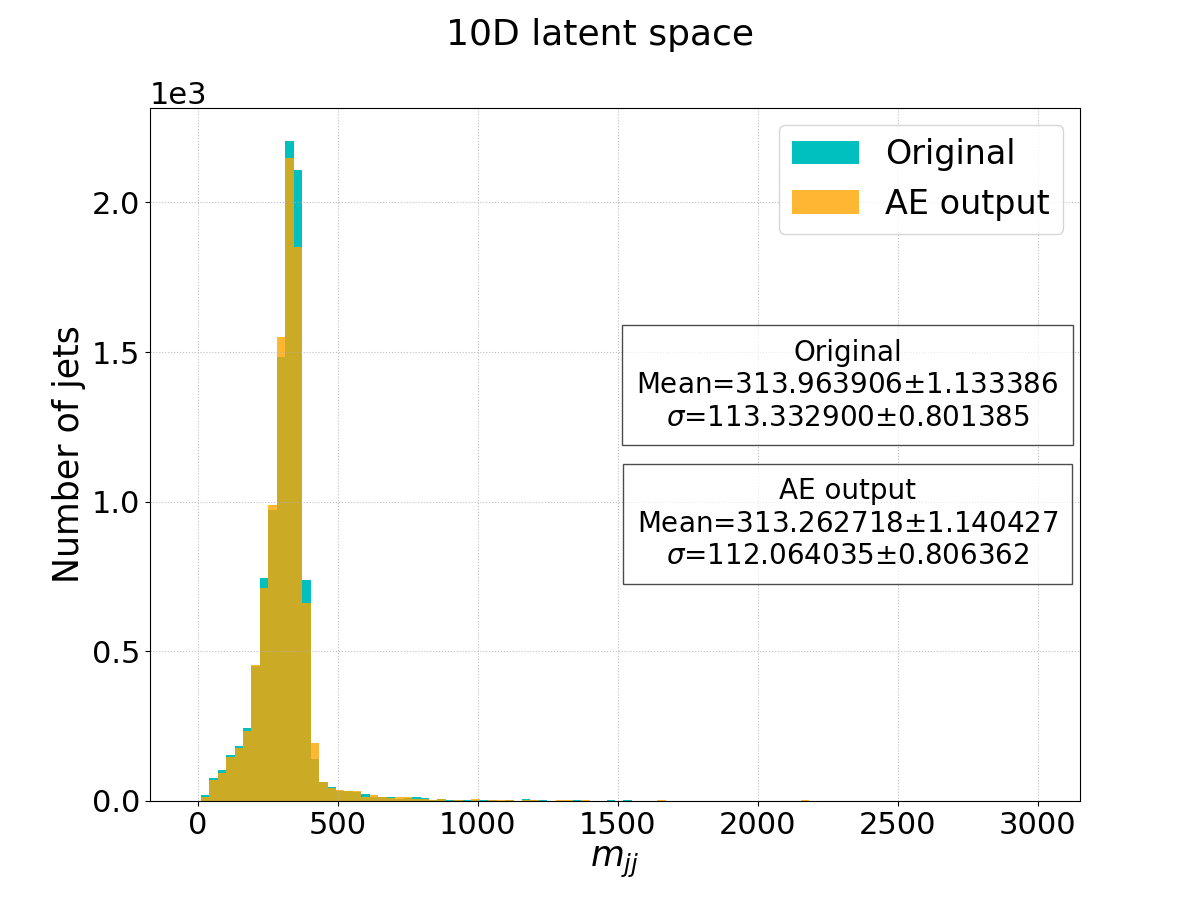 10D latent space
1e3
Original
AE output
2.0
1.5
1.0
0.5
0.0
Number of jets
Original
Mean=313.963906±1.133386
σ=113.332900±0.801385
AE output
Mean=313.262718±1.140427
σ=112.064035±0.806362
0 500 1000 1500 2000 2500 3000
m_{jj}